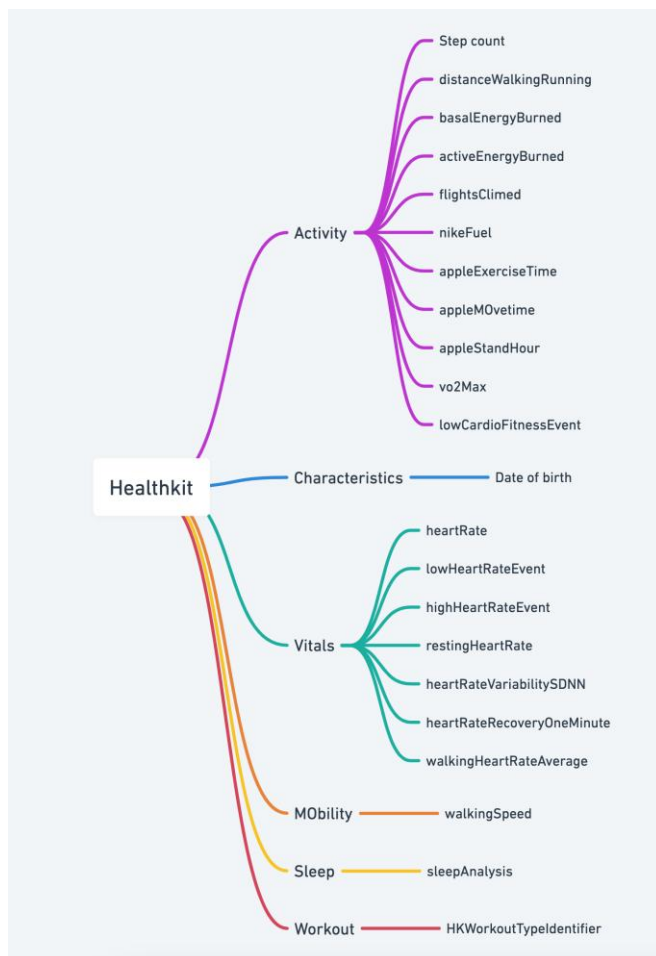 Step count
distanceWalkingRunning
basalEnergyBurned
activeEnergyBurned
flightsClimed
Activity
nikeFuel
appleExerciseTime
appleMOvetime
appleStandHour
vo2Max
lowCardioFitnessEvent
Healthkit
Characteristics
Date of birth
heartRate
lowHeartRateEvent
highHeartRateEvent
Vitals
restingHeartRate
heartRateVariabilitySDNN
heartRateRecoveryOneMinute
walkingHeartRateAverage
MObility
walkingSpeed
Sleep
sleepAnalysis
Workout
HKWorkoutTypeIdentifier